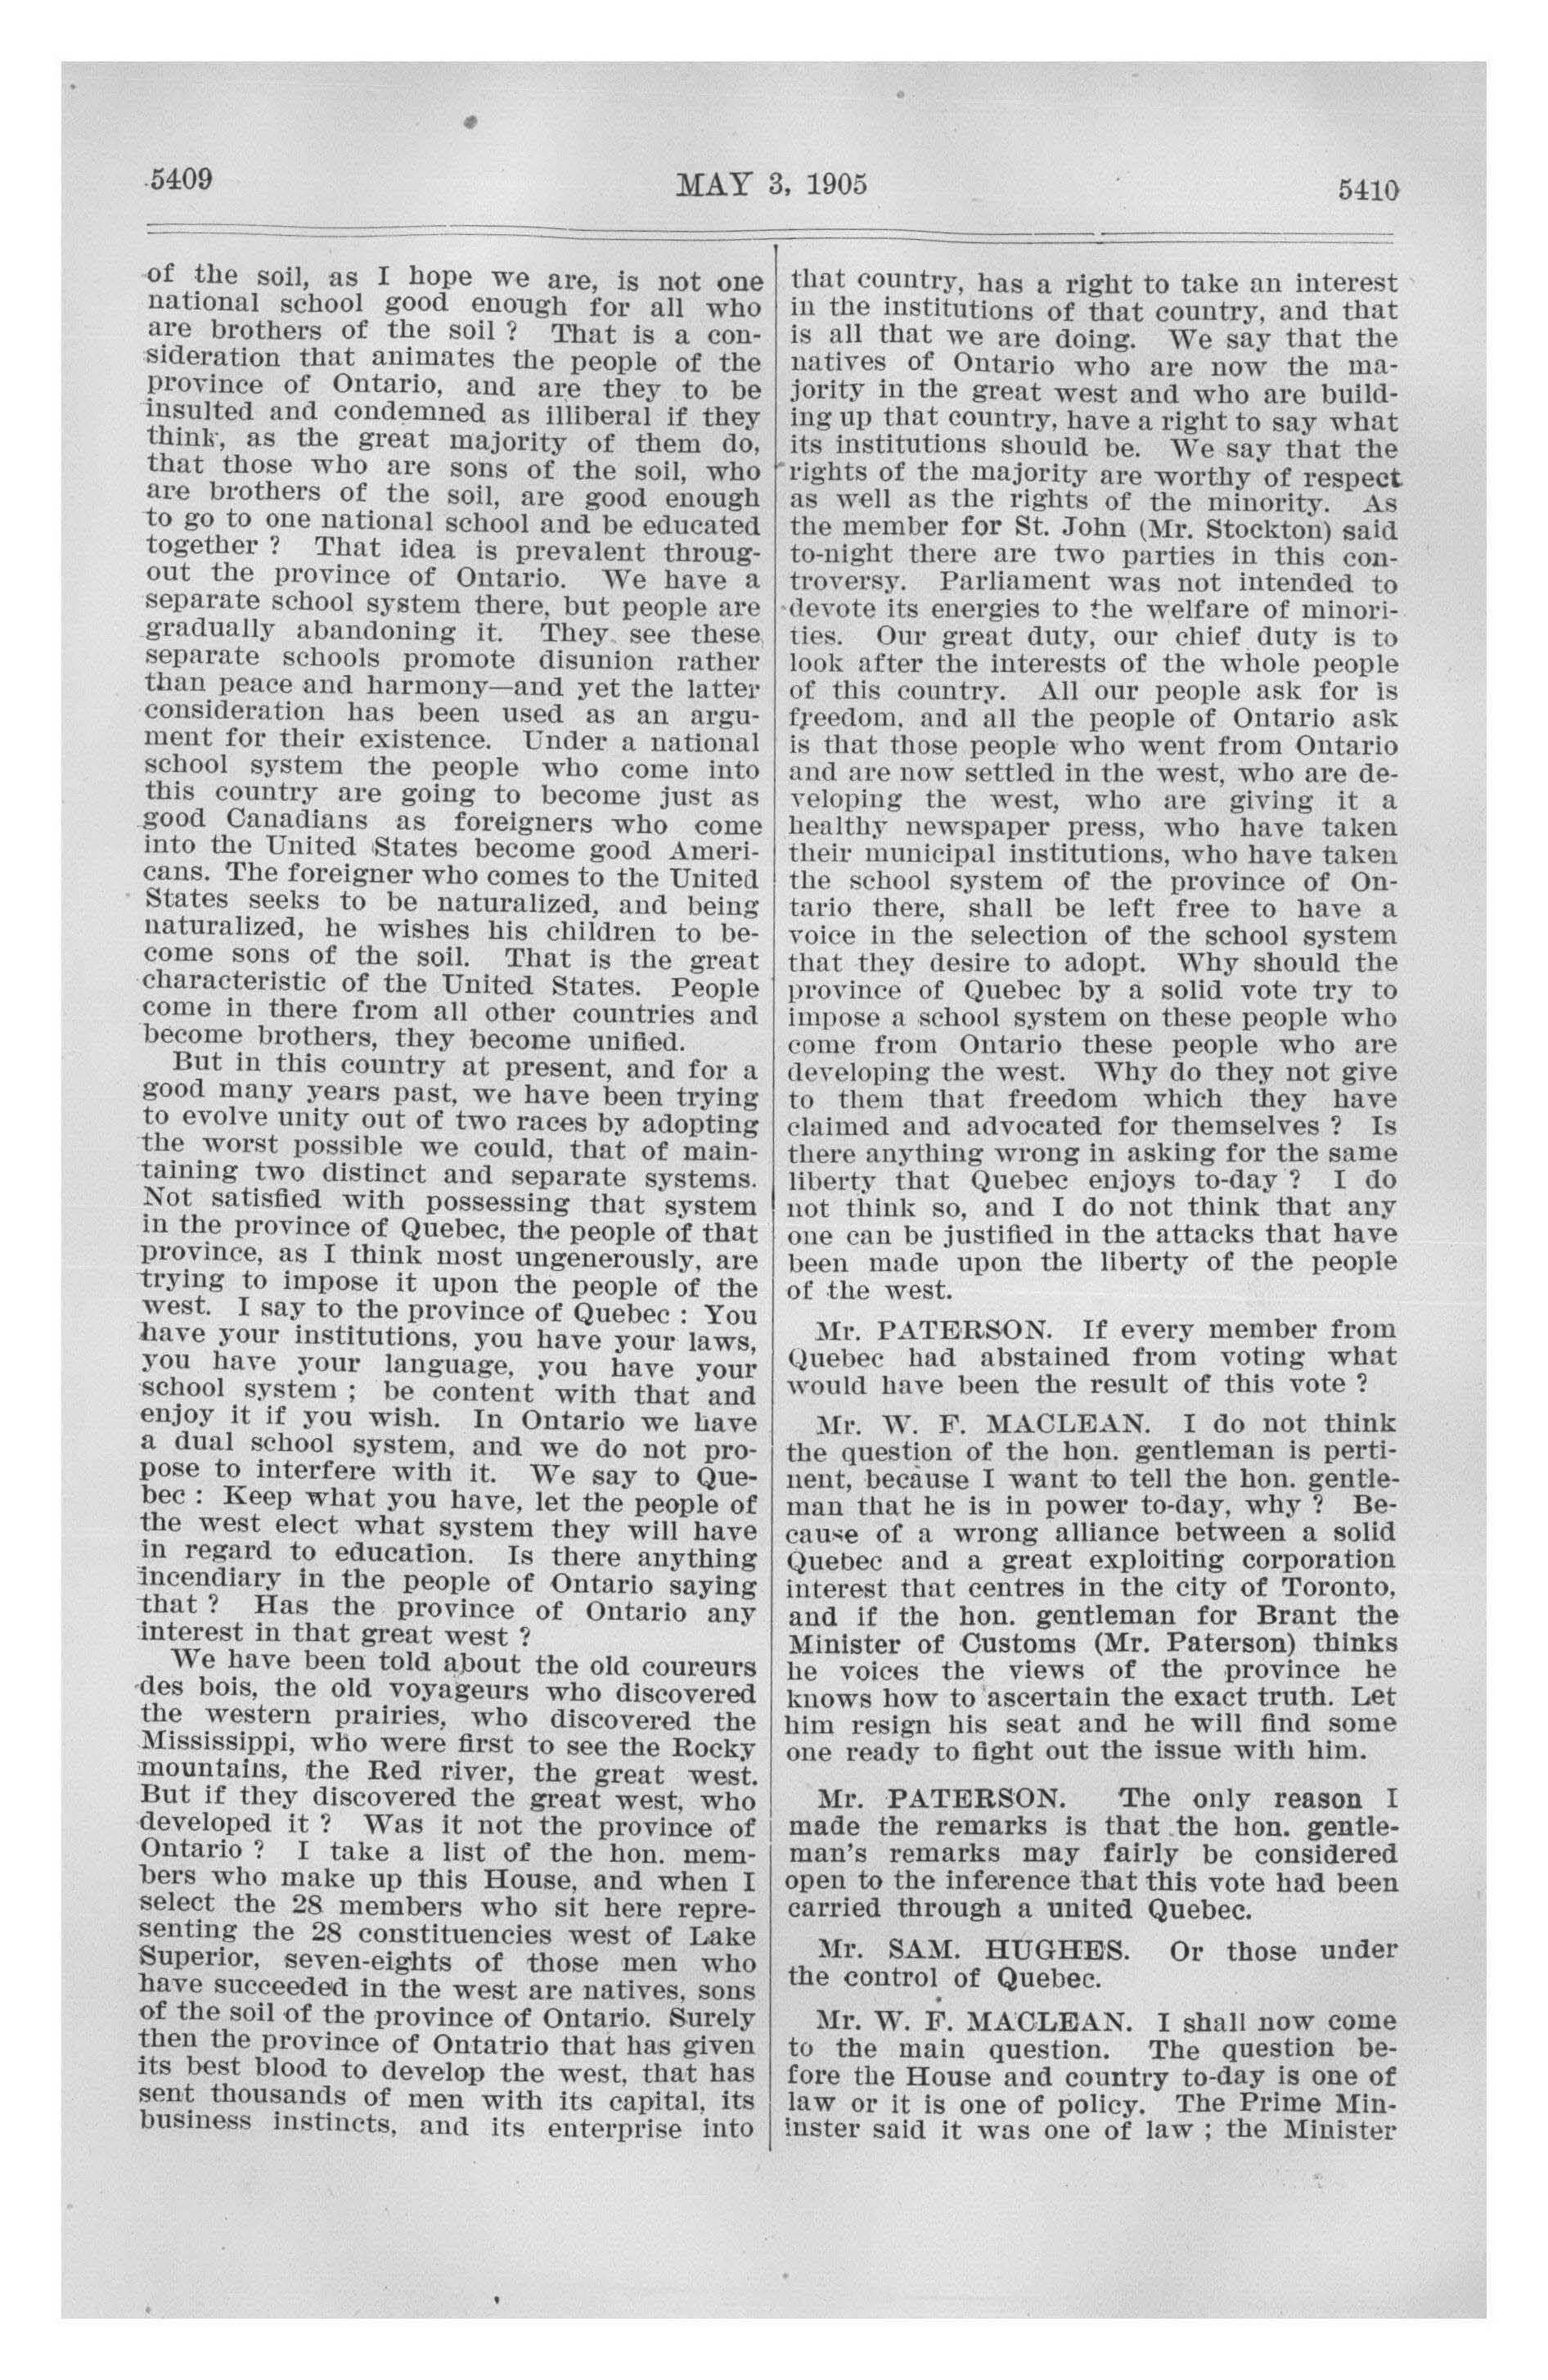 5409
MAY 3, 1905
5410
of the soil, as I hope we are, is not one
national school good enough for all who
are brothers of the soil ? That is a con-
sideration that animates the people of the
province of Ontario, and are they to be
insulted and condemned as illiberal if they
think, as the great majority of them do,
that those who are sons of the soil, who
are brothers of the soil, are good enough
to go to one national school and be educated
together ? That idea is prevalent throug-
out the province of Ontario. We have a
separate school system there, but people are
gradually abandoning it. They see these
separate schools promote disunion rather
than peace and harmony—and yet the latter
consideration has been used as an argu-
ment for their existence. Under a national
school system the people who come into
this country are going to become just as
good Canadians as foreigners who come
into the United States become good Ameri-
cans. The foreigner who comes to the United
States seeks to be naturalized, and being
naturalized, he wishes his children to be-
come sons of the soil. That is the great
characteristic of the United States. People
come in there from all other countries and
become brothers, they become unified.
But in this country at present, and for a
good many years past, we have been trying
to evolve unity out of two races by adopting
the worst possible we could, that of main-
taining two distinct and separate systems.
Not satisfied with possessing that system
in the province of Quebec, the people of that
province, as I think most ungenerously, are
trying to impose it upon the people of the
west. I say to the province of Quebec : You
have your institutions, you have your laws,
you have your language, you have your
school system ; be content with that and
enjoy it if you wish. In Ontario we have
a dual school system, and we do not pro-
pose to interfere with it. We say to Que-
bec : Keep what you have, let the people of
the west elect what system they will have
in regard to education. Is there anything
incendiary in the people of Ontario saying
that ? Has the province of Ontario any
interest in that great west ?
We have been told about the old coureurs
des bois, the old voyageurs who discovered
the western prairies, who discovered the
Mississippi, who were first to see the Rocky
mountains, the Red river, the great west.
But if they discovered the great west, who
developed it ? Was it not the province of
Ontario ? I take a list of the hon. mem-
bers who make up this House, and when I
select the 28 members who sit here repre-
senting the 28 constituencies west of Lake
Superior, seven-eights of those men who
have succeeded in the west are natives, sons
of the soil of the province of Ontario. Surely
then the province of Ontatrio that has given
its best blood to develop the west, that has
sent thousands of men with its capital, its
business instincts, and its enterprise into
that country, has a right to take an interest
in the institutions of that country, and that
is all that we are doing. We say that the
natives of Ontario who are now the ma-
jority in the great west and who are build-
ing up that country, have a right to say what
its institutions should be. We say that the
rights of the majority are worthy of respect
as well as the rights of the minority. As
the member for St. John (Mr. Stockton) said
to-night there are two parties in this con-
troversy. Parliament was not intended to
devote its energies to the welfare of minori-
ties. Our great duty, our chief duty is to
look after the interests of the whole people
of this country. All our people ask for is
freedom, and all the people of Ontario ask
is that those people who went from Ontario
and are now settled in the west, who are de-
veloping the west, who are giving it a
healthy newspaper press, who have taken
their municipal institutions, who have taken
the school system of the province of On-
tario there, shall be left free to have a
voice in the selection of the school system
that they desire to adopt. Why should the
province of Quebec by a solid vote try to
impose a school system on these people who
come from Ontario these people who are
developing the west. Why do they not give
to them that freedom which they have
claimed and advocated for themselves ? Is
there anything wrong in asking for the same
liberty that Quebec enjoys to-day ? I do
not think so, and I do not think that any
one can be justified in the attacks that have
been made upon the liberty of the people
of the west.
Mr. PATERSON. If every member from
Quebec had abstained from voting what
would have been the result of this vote ?
Mr. W. F. MACLEAN. I do not think
the question of the hon. gentleman is perti-
nent, because I want to tell the hon. gentle-
man that he is in power to-day, why ? Be-
cause of a wrong alliance between a solid
Quebec and a great exploiting corporation
interest that centres in the city of Toronto,
and if the hon. gentleman for Brant the
Minister of Customs (Mr. Paterson) thinks
he voices the views of the province he
knows how to ascertain the exact truth. Let
him resign his seat and he will find some
one ready to fight out the issue with him.
Mr. PATERSON. The only reason I
made the remarks is that the hon. gentle-
man's remarks may fairly be considered
open to the inference that this vote had been
carried through a united Quebec.
Mr. SAM. HUGHES. Or those under
the control of Quebec.
Mr. W. F. MACLEAN. I shall now come
to the main question. The question be-
fore the House and country to-day is one of
law or it is one of policy. The Prime Min-
inster said it was one of law ; the Minister